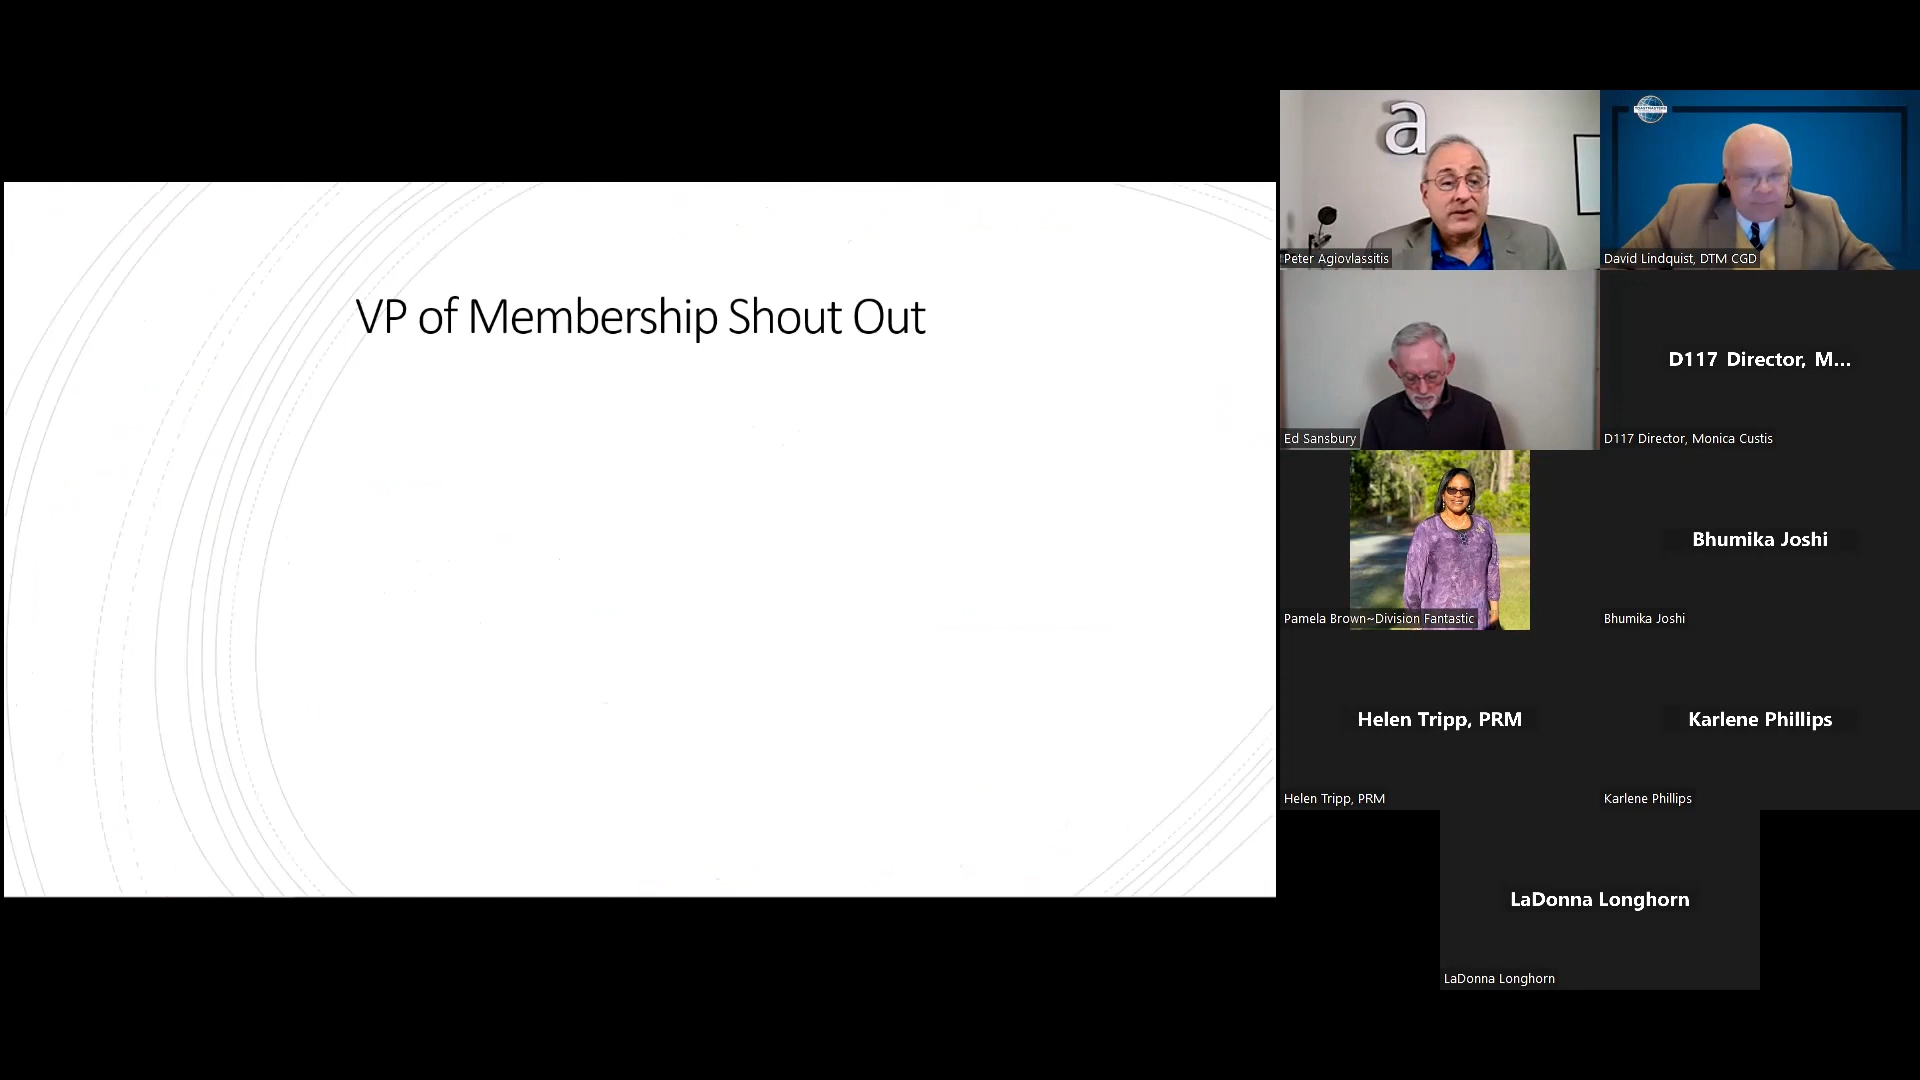 VP of Membership Shout Out
a
Peter Agiovlassitis
TOASTMASTERS
David Lindquist, DTM CGD
Ed Sansbury
D117 Director, M...
D117 Director, Monica Custis
Pamela Brown~Division Fantastic
Bhumika Joshi
Bhumika Joshi
Helen Tripp, PRM
Helen Tripp, PRM
Karlene Phillips
Karlene Phillips
LaDonna Longhorn
LaDonna Longhorn